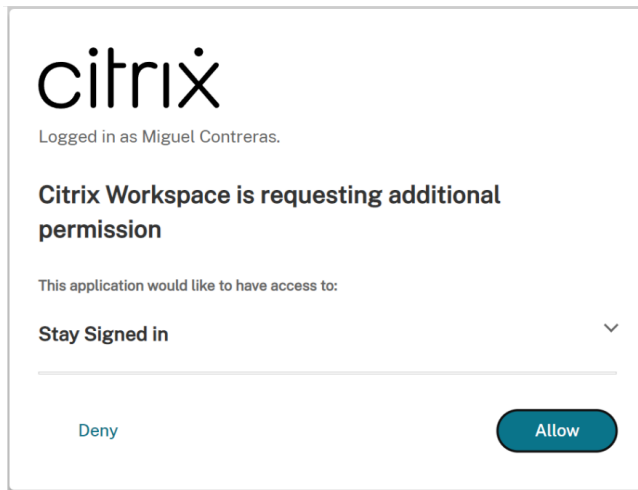 citrix
Logged in as Miguel Contreras.
Citrix Workspace is requesting additional
permission
This application would like to have access to:
Stay Signed in
Deny
Allow